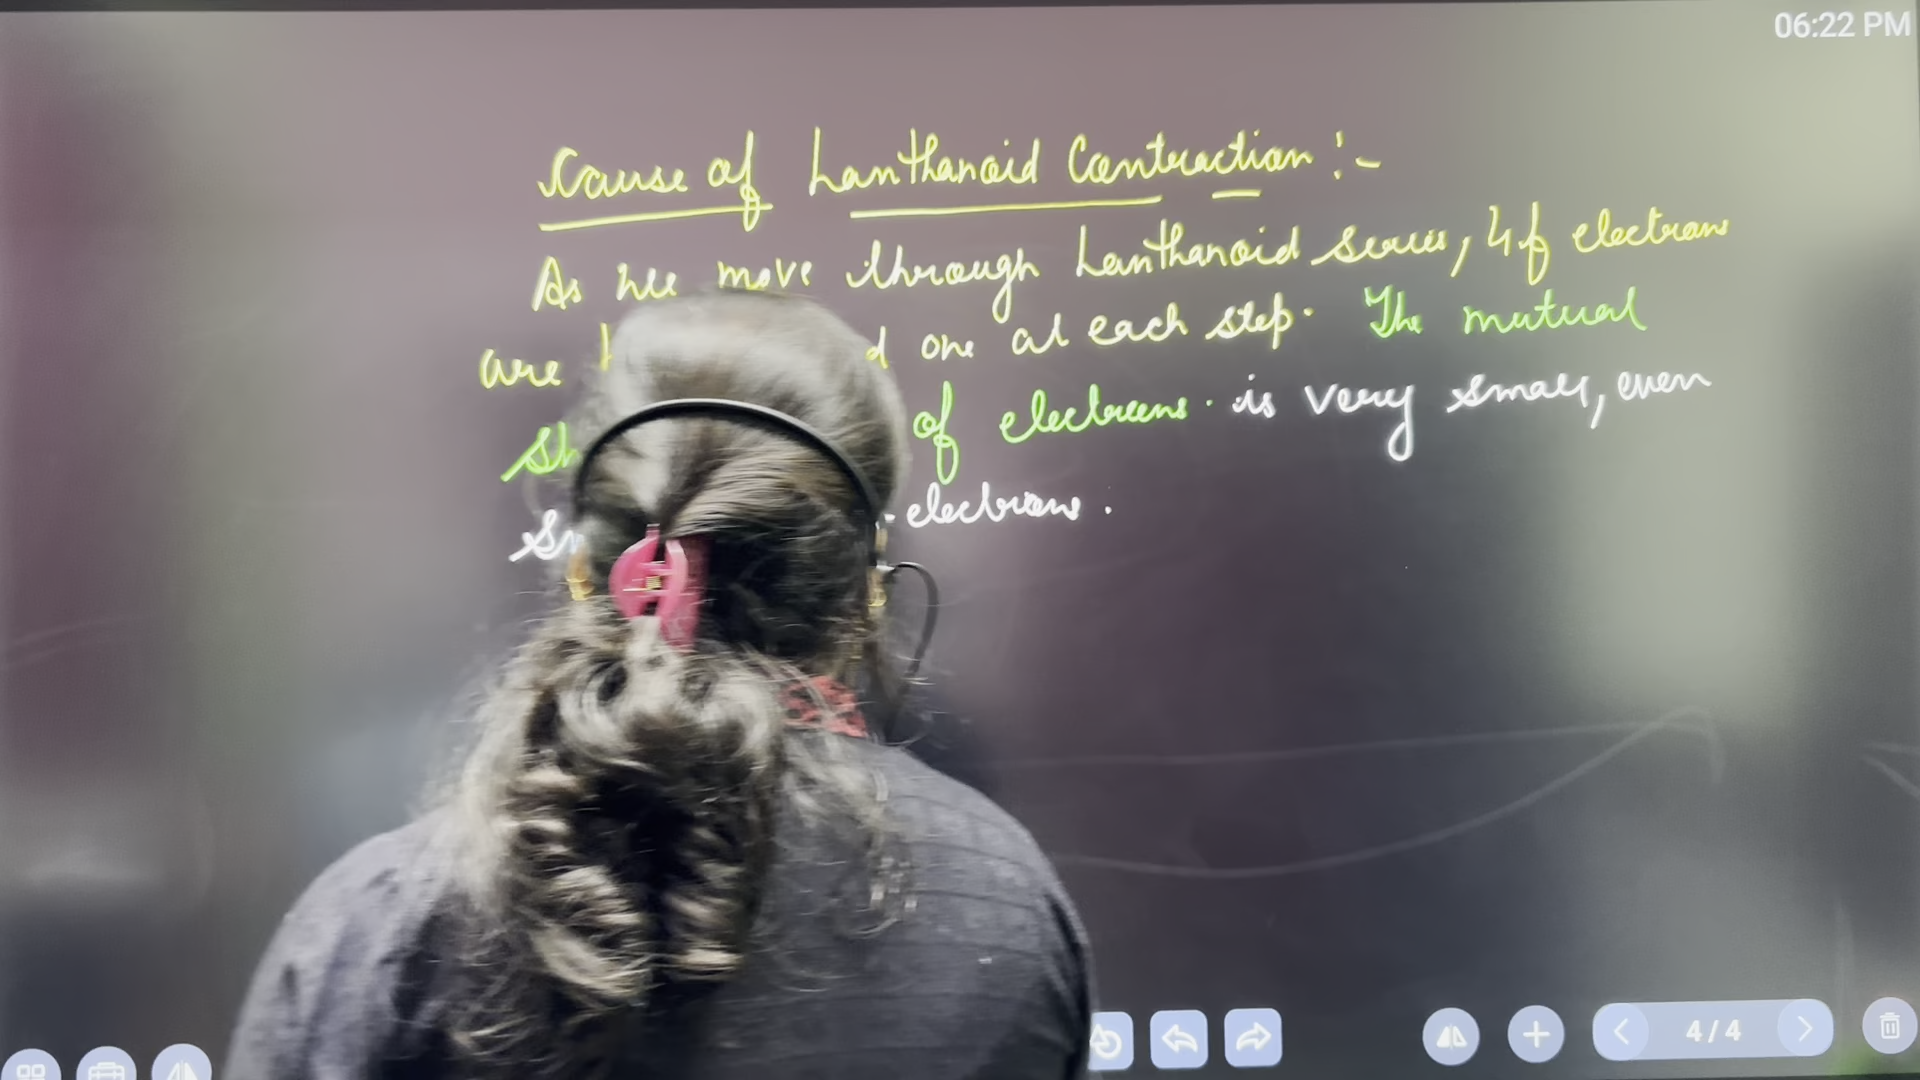 06:22 PM
Cause of Lanthanoid Contraction :-
As we move through Lanthanoid series, 4f electrons
are one at each step. The mutual
of electrons. is very small, even
electrons.
4/4